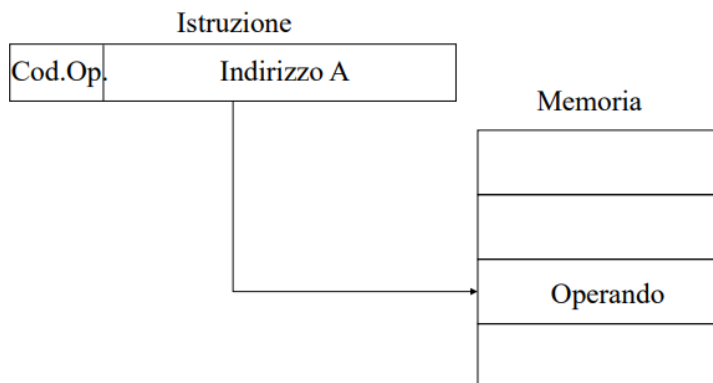 Istruzione
Cod.Op. Indirizzo A
Memoria
Operando